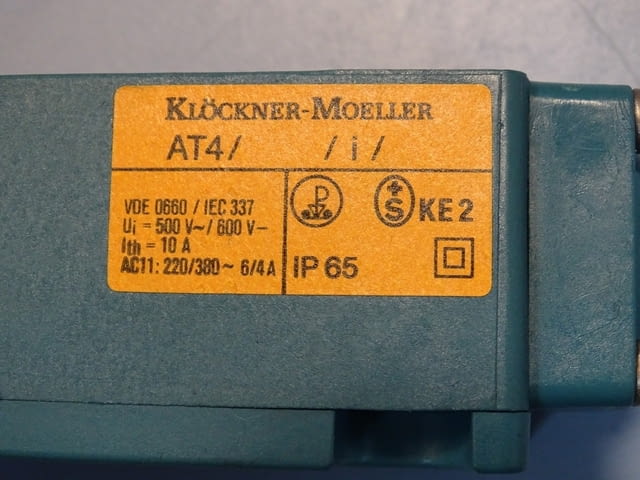 KLÖCKNER-MOELLER
AT4/ / i /
VDE 0660 / IEC 337
Ui = 500 V~ / 600 V-
Ith = 10 A
AC11: 220/380~ 6/4 A
P
+
S KE 2
IP 65